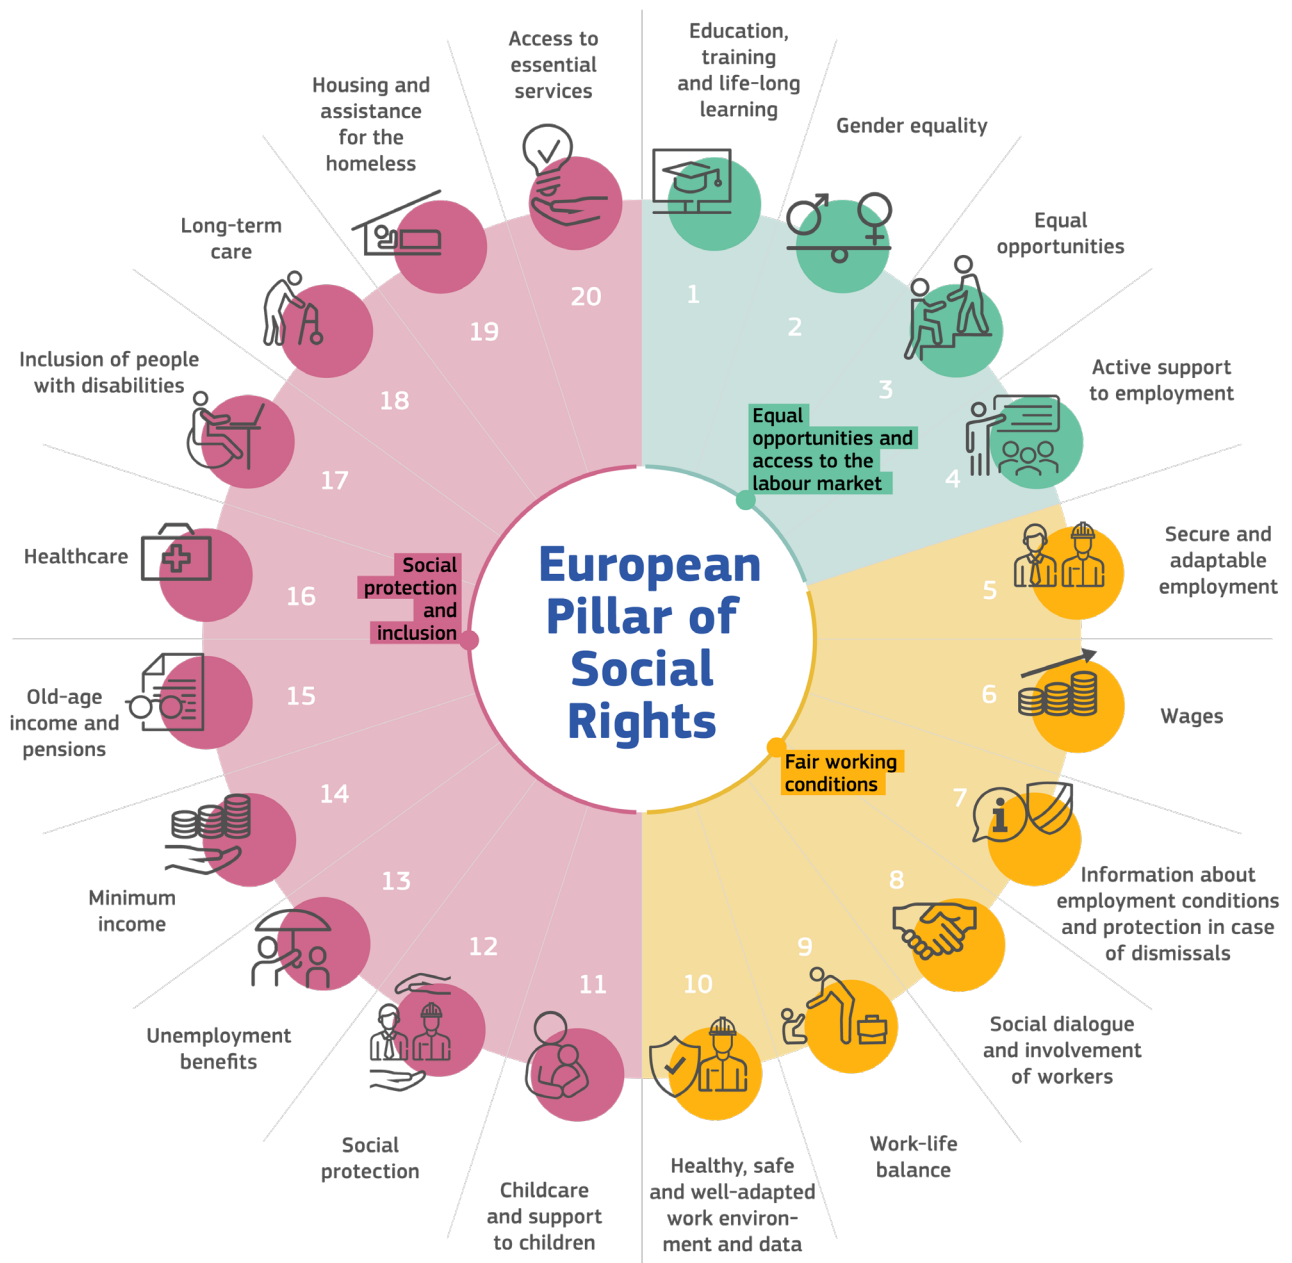 European
Pillar of
Social
Rights
Equal
opportunities and
access to the
labour market
Education,
training
and life-long
learning
1
Gender equality
2
Equal
opportunities
3
Active support
to employment
4
Fair working
conditions
Secure and
adaptable
employment
5
Wages
6
Information about
employment conditions
and protection in case
of dismissals
7
Social dialogue
and involvement
of workers
8
Work-life
balance
9
Healthy, safe
and well-adapted
work environ-
ment and data
10
Social
protection
and
inclusion
Childcare
and support
to children
11
Social
protection
12
Unemployment
benefits
13
Minimum
income
14
Old-age
income and
pensions
15
Healthcare
16
Inclusion of people
with disabilities
17
Long-term
care
18
Housing and
assistance
for the
homeless
19
Access to
essential
services
20
i